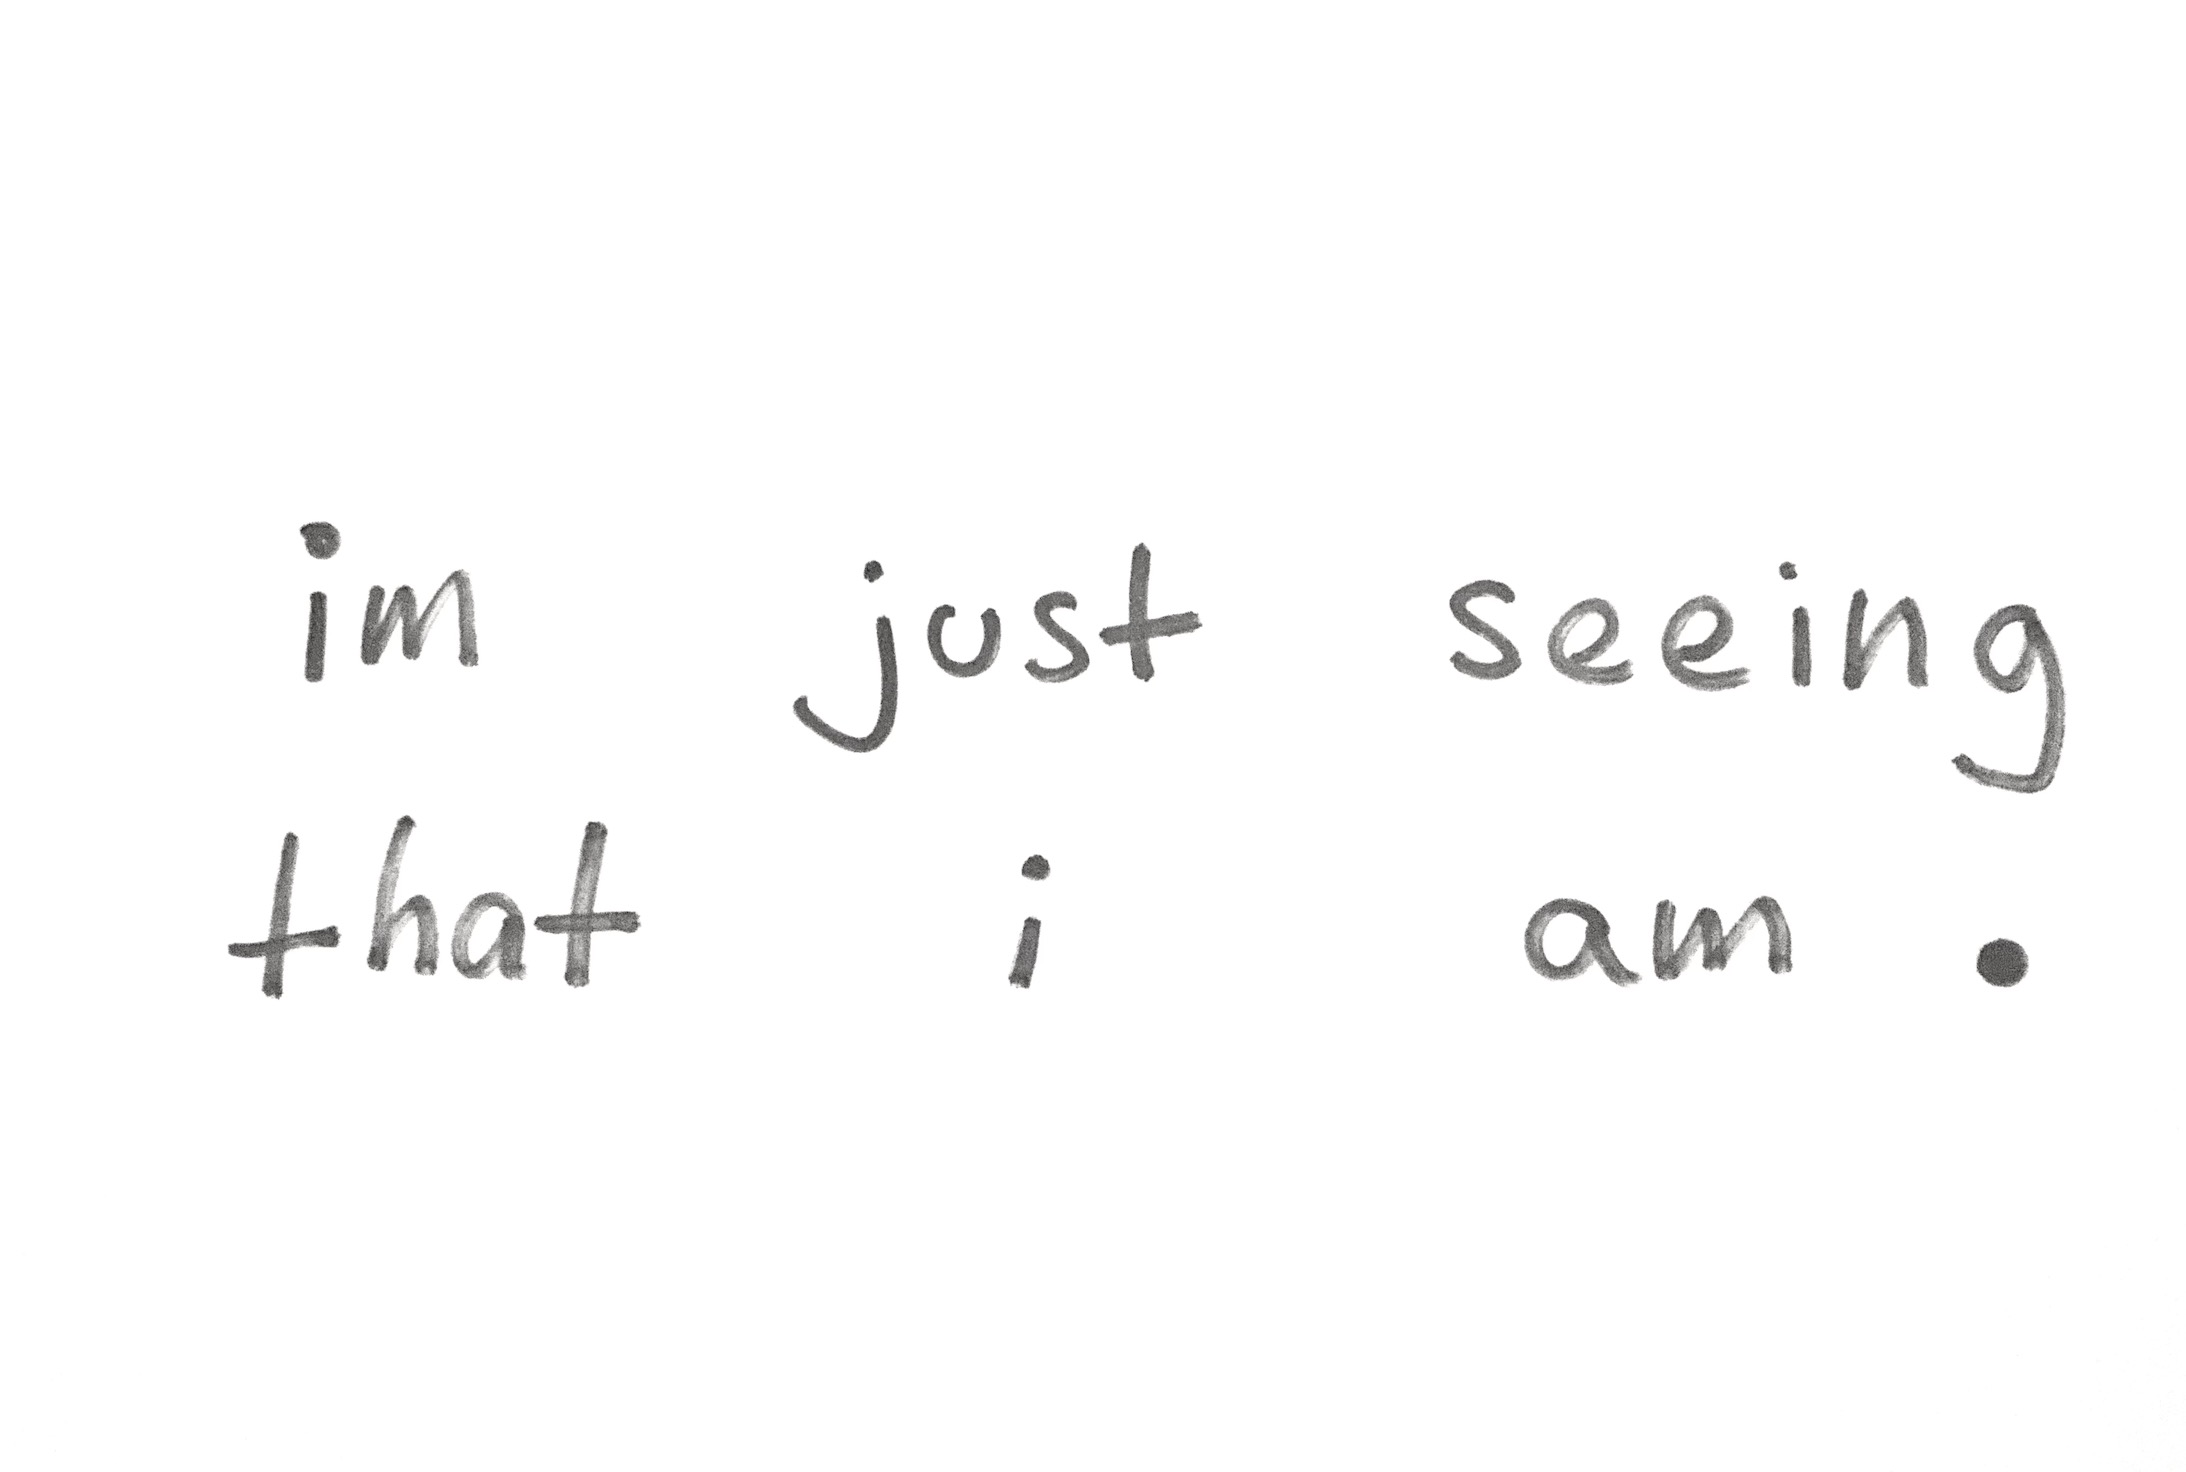 im just seeing
that i am .